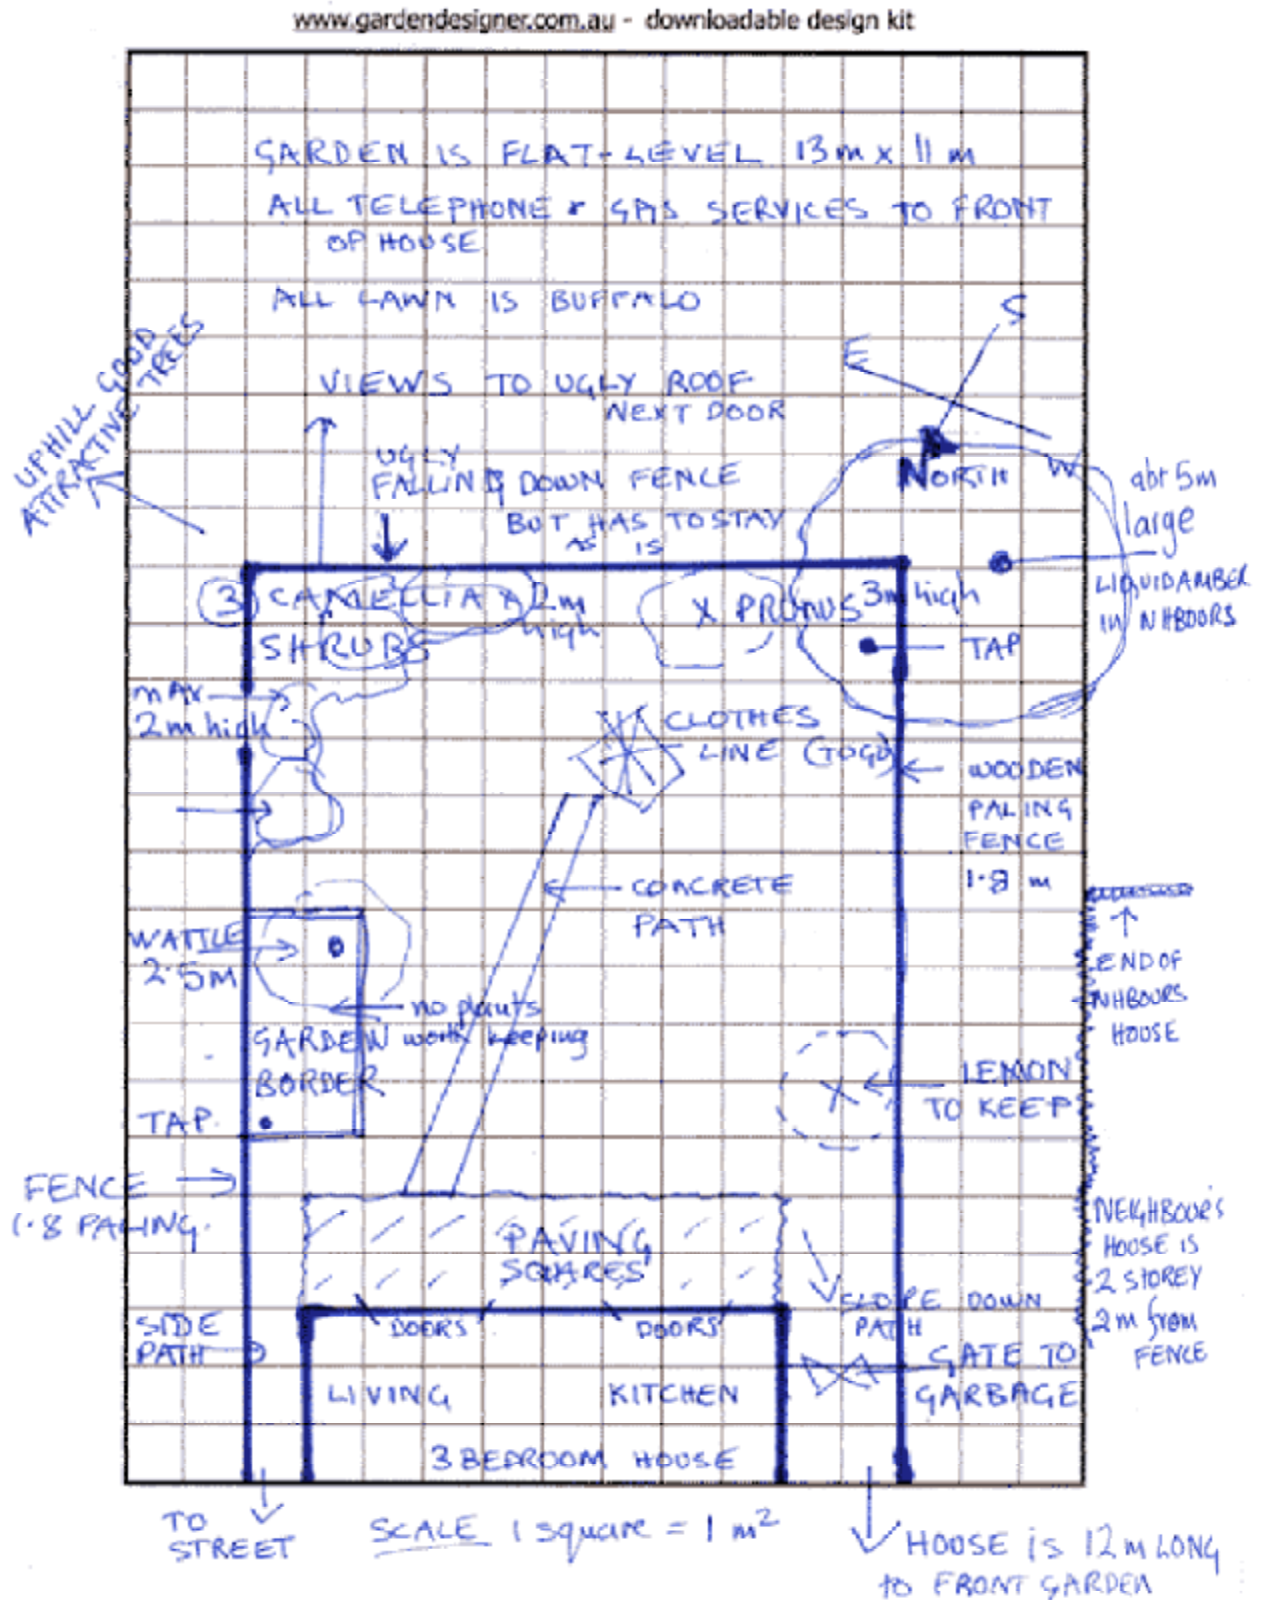 www.gardendesigner.com.au - downloadable design kit
GARDEN IS FLAT-LEVEL 13m x 11m
ALL TELEPHONE & GAS SERVICES TO FRONT
OF HOUSE
ALL LAWN IS BUFFALO
S
E
UPHILL GOOD
ATTRACTIVE TREES
VIEWS TO UGLY ROOF
NEXT DOOR
NORTH
W
UGLY
FALLING DOWN FENCE
BUT HAS TO STAY
AS IS
abt 5m
large
LIQUIDAMBER
IN NHBOORS
3 CAMELLIA 2m
high
SHRUBS
X PRUNUS 3m high
TAP
MAX
2m high
CLOTHES
LINE (TOGO)
WOODEN
PALING
FENCE
1.8 m
CONCRETE
PATH
WATTLE
2.5M
no plants
worth keeping
GARDEN
BORDER
END OF
NHBOURS
HOUSE
LEMON
TO KEEP
TAP.
FENCE
1.8 PALING.
PAVING
SQUARES
NEIGHBOURS
HOUSE IS
2 STOREY
2m from
FENCE
SLOPE DOWN
PATH
SIDE
PATH
DOORS
DOORS
GATE TO
GARBAGE
LIVING
KITCHEN
3 BEDROOM HOUSE
TO
STREET
SCALE 1 square = 1 m²
HOOSE is 12m LONG
to FRONT GARDEN